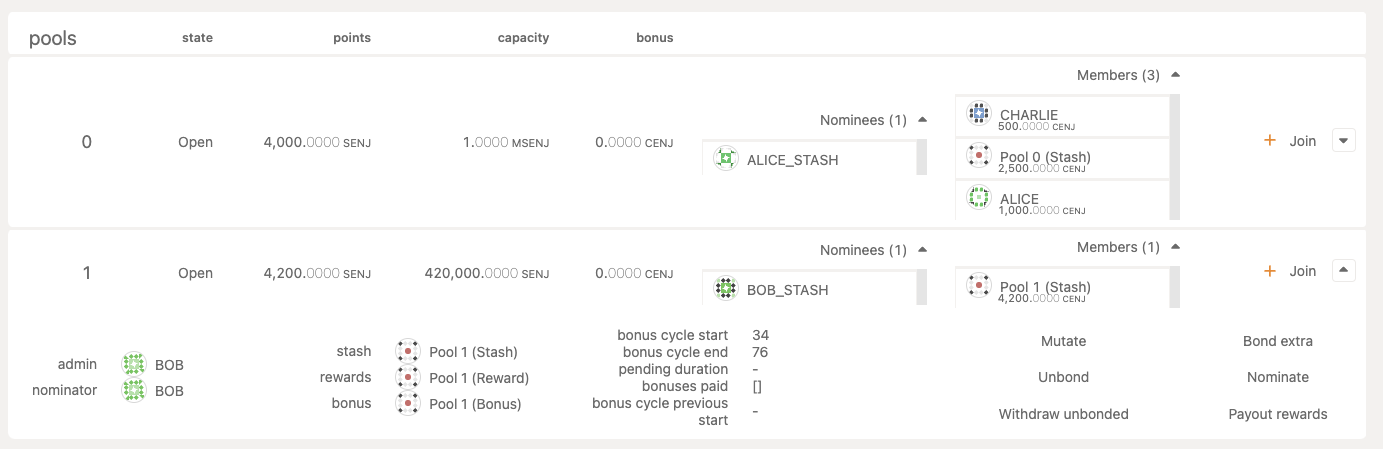 pools state points capacity bonus
Members (3)
CHARLIE
500.0000 CENJ
Nominees (1)
0 Open 4,000.0000 SENJ 1.0000 MSENJ 0.0000 CENJ + Join
ALICE_STASH
Pool 0 (Stash)
2,500.0000 CENJ
ALICE
1,000.0000 CENJ
Nominees (1) Members (1)
1 Open 4,200.0000 SENJ 420,000.0000 SENJ 0.0000 CENJ + Join
BOB_STASH
Pool 1 (Stash)
4,200.0000 CENJ
admin BOB
nominator BOB
stash Pool 1 (Stash)
rewards Pool 1 (Reward)
bonus Pool 1 (Bonus)
bonus cycle start 34
bonus cycle end 76
pending duration -
bonuses paid []
bonus cycle previous
start -
Mutate Bond extra
Unbond Nominate
Withdraw unbonded Payout rewards